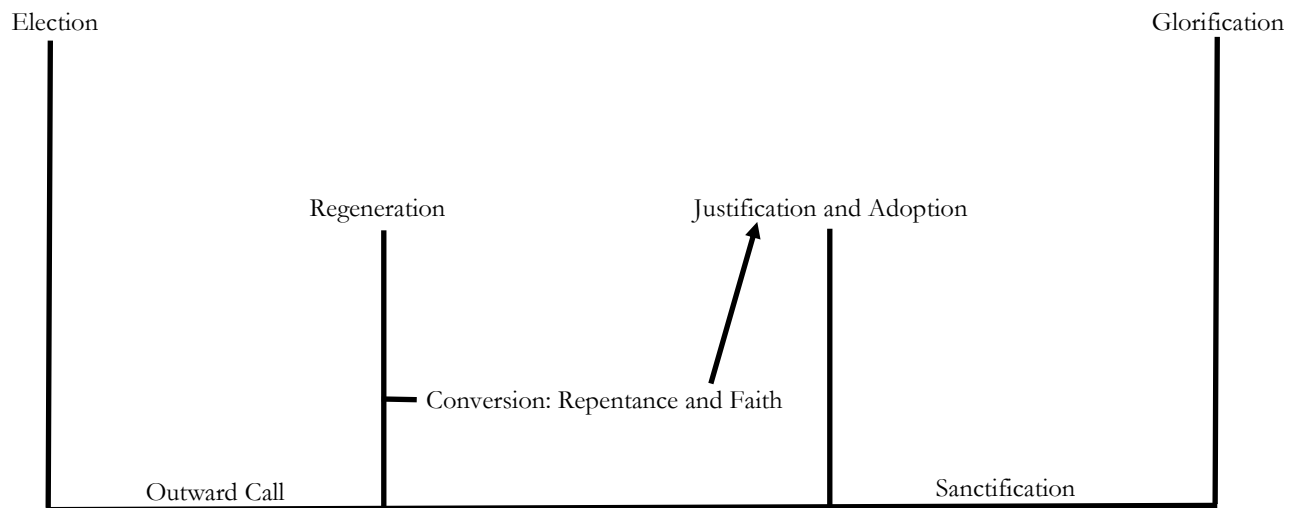 Election
Glorification
Regeneration
Justification and Adoption
Conversion: Repentance and Faith
Outward Call
Sanctification